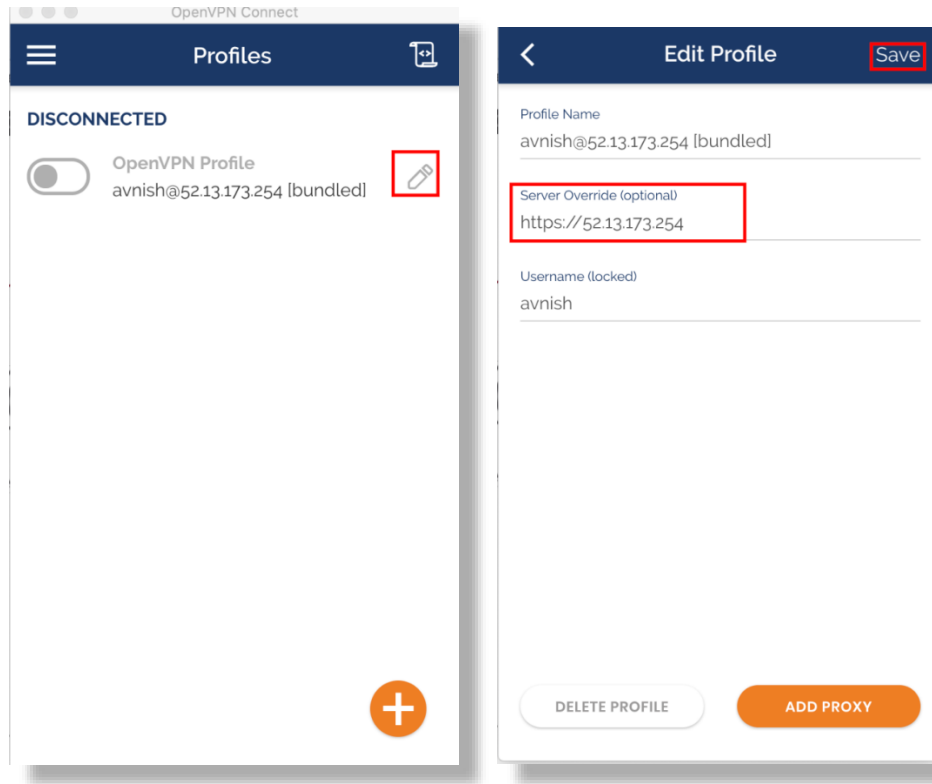 OpenVPN Connect
Profiles
DISCONNECTED
OpenVPN Profile
avnish@52.13.173.254 [bundled]
Edit Profile
Save
Profile Name
avnish@52.13.173.254 [bundled]
Server Override (optional)
https://52.13.173.254
Username (locked)
avnish
DELETE PROFILE
ADD PROXY